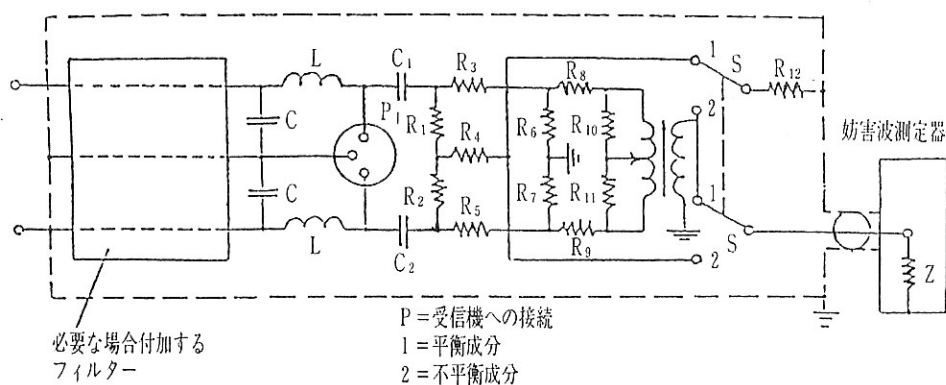 L
C₁
R₃
1
S
R₁₂
R₈
C
P₁
R₁
R₆
R₁₀
2
妨害波測定器
R₄
C
R₂
R₇
R₁₁
1
R₅
S
L
C₂
R₉
2
Z
必要な場合付加する
フィルター
P=受信機への接続
1=平衡成分
2=不平衡成分